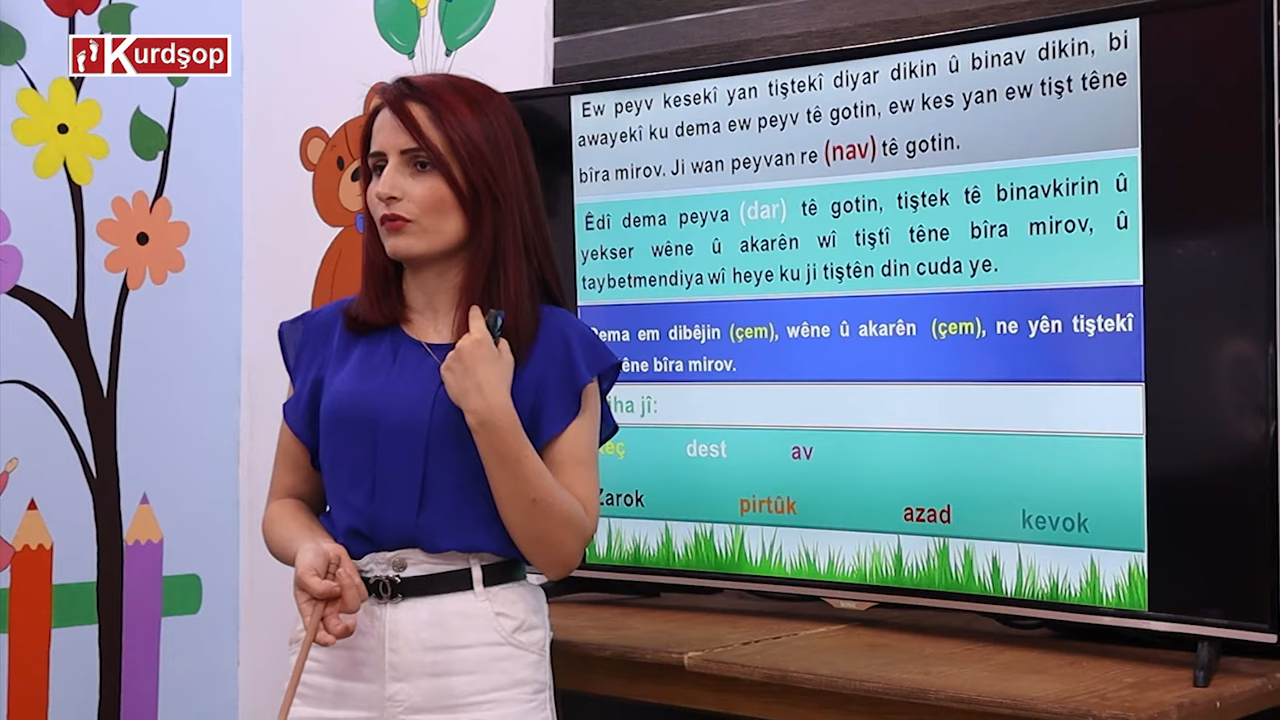 Kurdşop
Ew peyv kesekî yan tiştekî diyar dikin û binav dikin, bi
awayekî ku dema ew peyv tê gotin, ew kes yan ew tişt têne
bîra mirov. Ji wan peyvan re (nav) tê gotin.
Êdî dema peyva (dar) tê gotin, tiştek tê binavkirin û
yekser wêne û akarên wî tiştî têne bîra mirov, û
taybetmendiya wî heye ku ji tiştên din cuda ye.
em dibêjin (çem), wêne û akarên (çem), ne yên tiştekî
bîra mirov.
jî:
dest av
Zarok pirtûk azad kevok